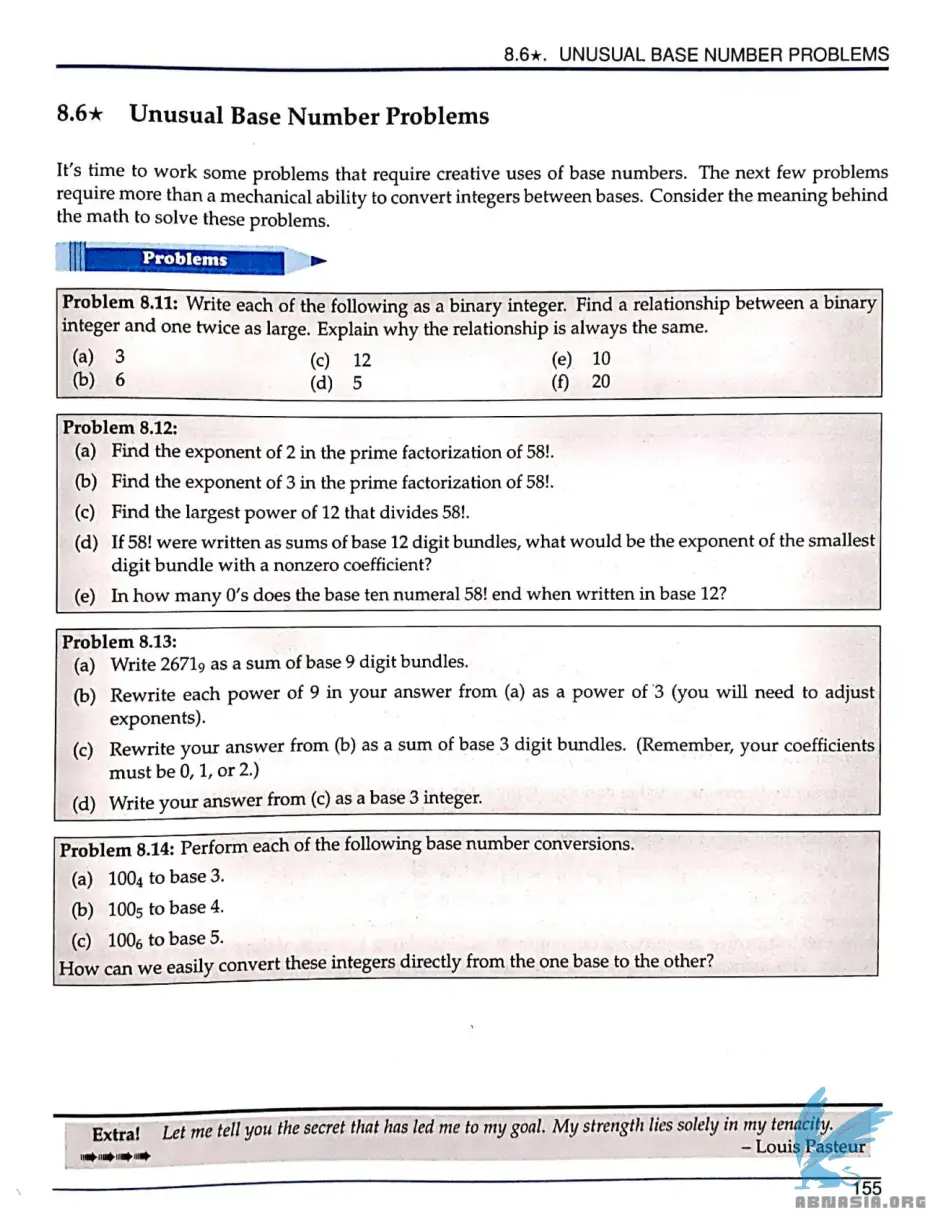 8.6★. UNUSUAL BASE NUMBER PROBLEMS
8.6★ Unusual Base Number Problems
It's time to work some problems that require creative uses of base numbers. The next few problems
require more than a mechanical ability to convert integers between bases. Consider the meaning behind
the math to solve these problems.
Problems
Problem 8.11: Write each of the following as a binary integer. Find a relationship between a binary
integer and one twice as large. Explain why the relationship is always the same.
(a) 3 (c) 12 (e) 10
(b) 6 (d) 5 (f) 20
Problem 8.12:
(a) Find the exponent of 2 in the prime factorization of 58!.
(b) Find the exponent of 3 in the prime factorization of 58!.
(c) Find the largest power of 12 that divides 58!.
(d) If 58! were written as sums of base 12 digit bundles, what would be the exponent of the smallest
digit bundle with a nonzero coefficient?
(e) In how many 0's does the base ten numeral 58! end when written in base 12?
Problem 8.13:
(a) Write 2671₉ as a sum of base 9 digit bundles.
(b) Rewrite each power of 9 in your answer from (a) as a power of 3 (you will need to adjust
exponents).
(c) Rewrite your answer from (b) as a sum of base 3 digit bundles. (Remember, your coefficients
must be 0, 1, or 2.)
(d) Write your answer from (c) as a base 3 integer.
Problem 8.14: Perform each of the following base number conversions.
(a) 100₄ to base 3.
(b) 100₅ to base 4.
(c) 100₆ to base 5.
How can we easily convert these integers directly from the one base to the other?
Extra! Let me tell you the secret that has led me to my goal. My strength lies solely in my tenacity.
– Louis Pasteur
155
ABNASIA.ORG